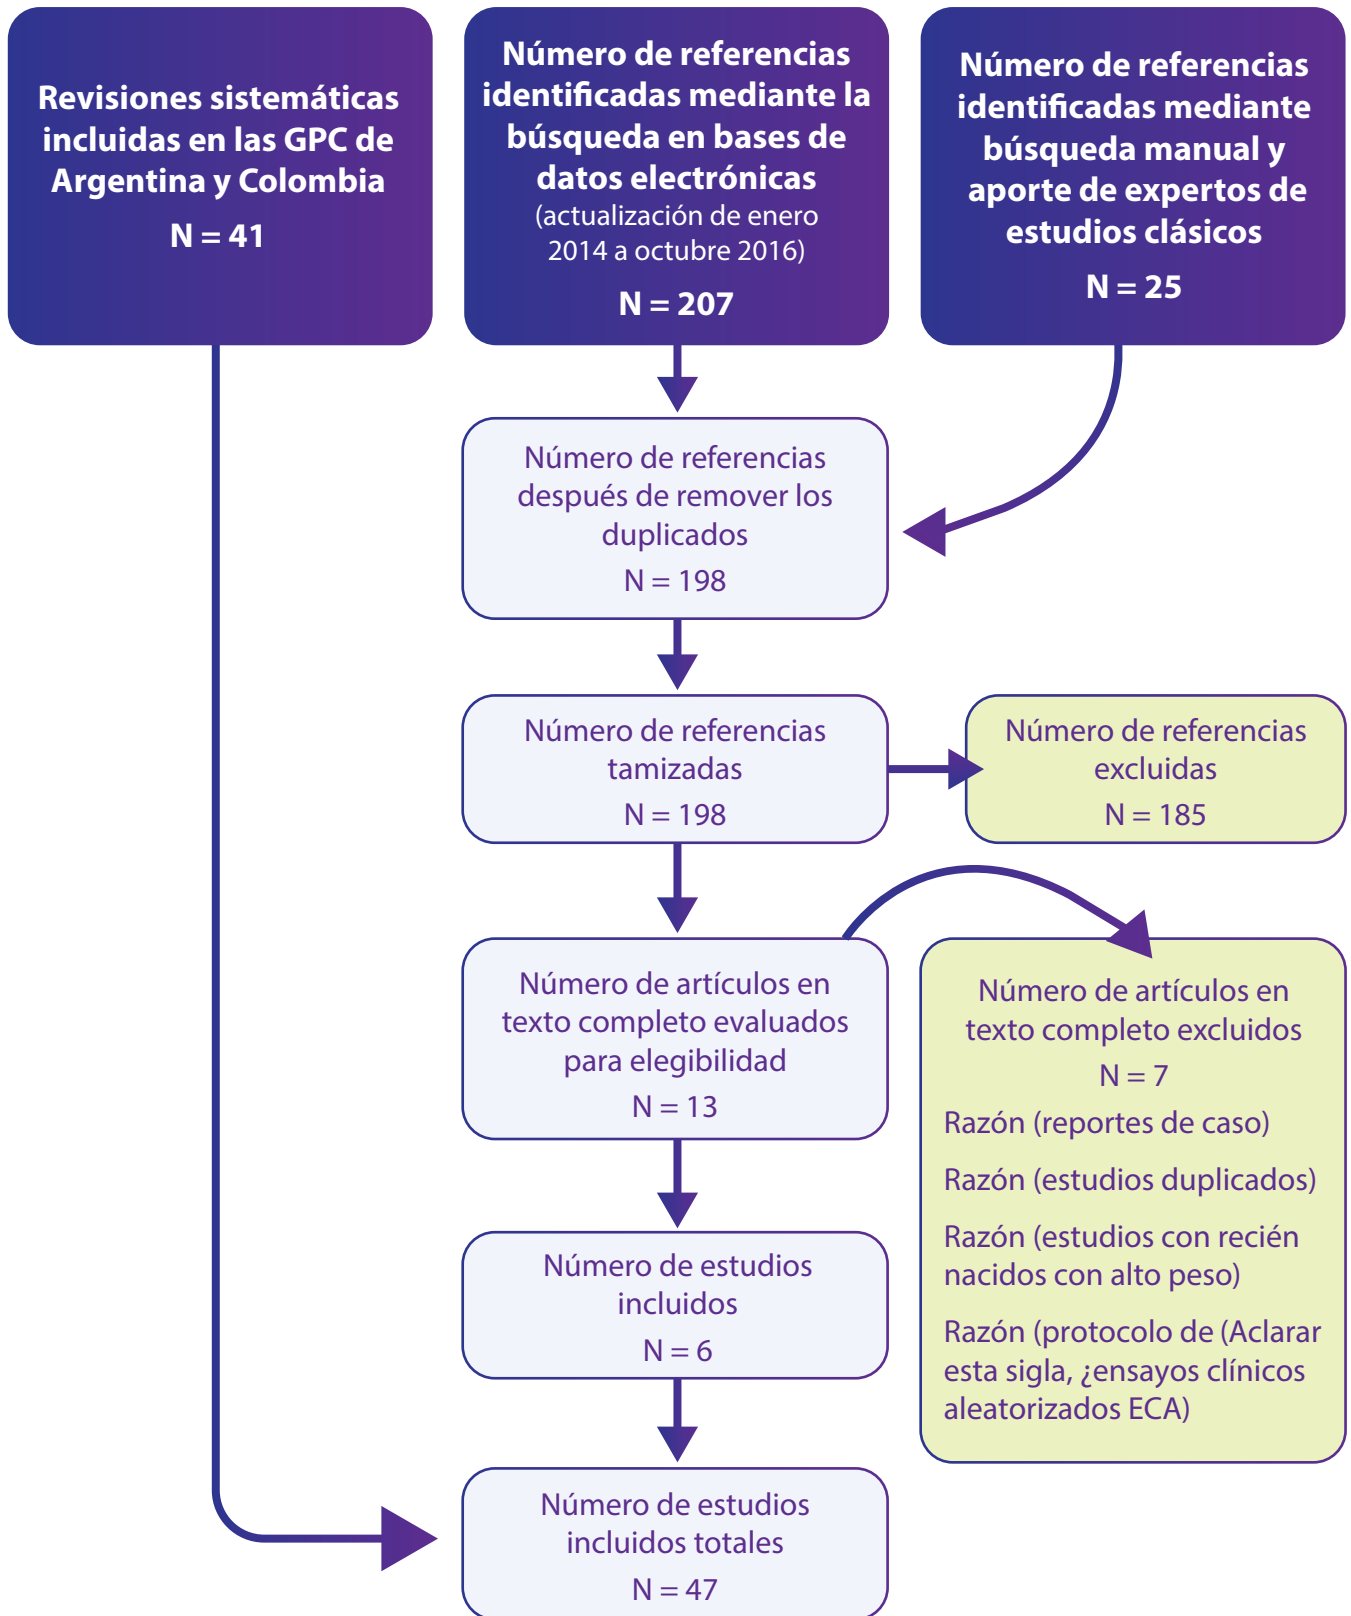 Revisiones sistemáticas
incluidas en las GPC de
Argentina y Colombia
N = 41
Número de referencias
identificadas mediante la
búsqueda en bases de
datos electrónicas
(actualización de enero
2014 a octubre 2016)
N = 207
Número de referencias
identificadas mediante
búsqueda manual y
aporte de expertos de
estudios clásicos
N = 25
Número de referencias
después de remover los
duplicados
N = 198
Número de referencias
tamizadas
N = 198
Número de referencias
excluidas
N = 185
Número de artículos en
texto completo evaluados
para elegibilidad
N = 13
Número de artículos en
texto completo excluidos
N = 7
Razón (reportes de caso)
Razón (estudios duplicados)
Razón (estudios con recién
nacidos con alto peso)
Razón (protocolo de (Aclarar
esta sigla, ¿ensayos clínicos
aleatorizados ECA)
Número de estudios
incluidos
N = 6
Número de estudios
incluidos totales
N = 47